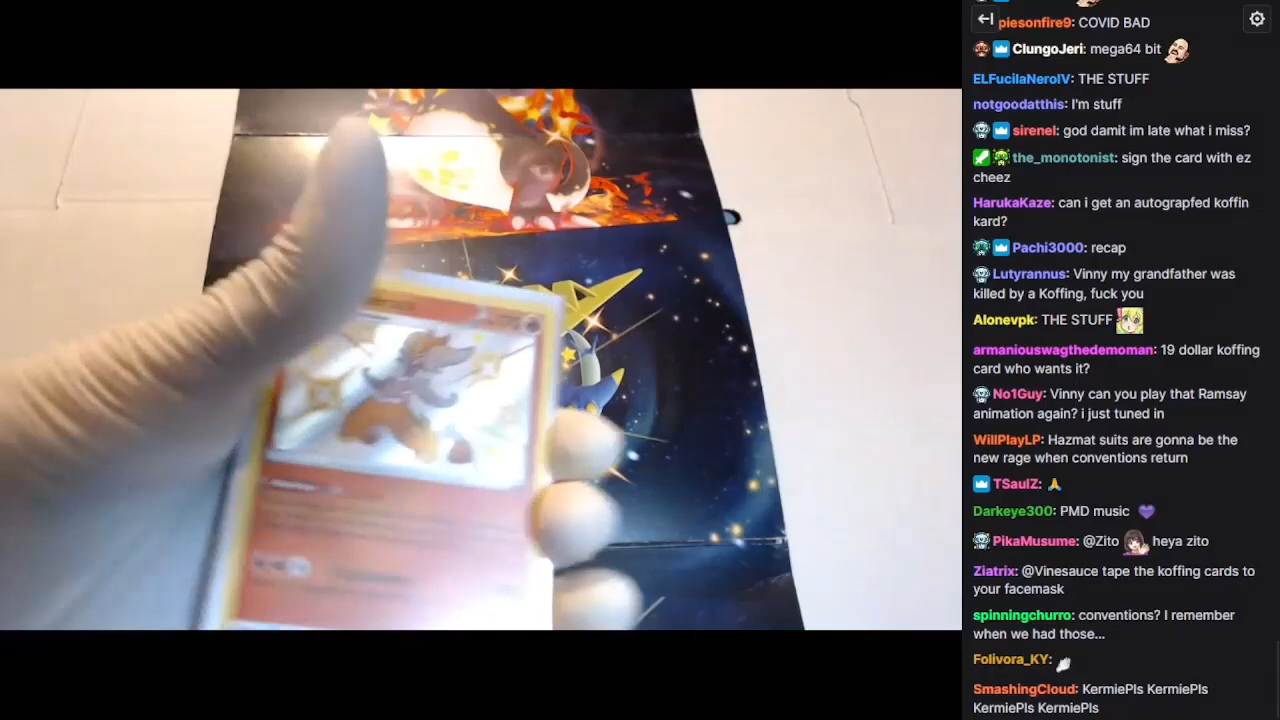 piesonfire9: COVID BAD
ClungoJeri: mega64 bit
ELFucilaNeroIV: THE STUFF
notgoodatthis: I'm stuff
sirenel: god damit im late what i miss?
the_monotonist: sign the card with ez
cheez
HarukaKaze: can i get an autograpfed koffin
kard?
Pachi3000: recap
Lutyrannus: Vinny my grandfather was
killed by a Koffing, fuck you
Alonevpk: THE STUFF
armaniouswagthedemoman: 19 dollar koffing
card who wants it?
No1Guy: Vinny can you play that Ramsay
animation again? i just tuned in
WillPlayLP: Hazmat suits are gonna be the
new rage when conventions return
TSaulZ:
Darkeye300: PMD music
PikaMusume: @Zito heya zito
Ziatrix: @Vinesauce tape the koffing cards to
your facemask
spinningchurro: conventions? I remember
when we had those...
Folivora_KY:
SmashingCloud: KermiePls KermiePls
KermiePls KermiePls